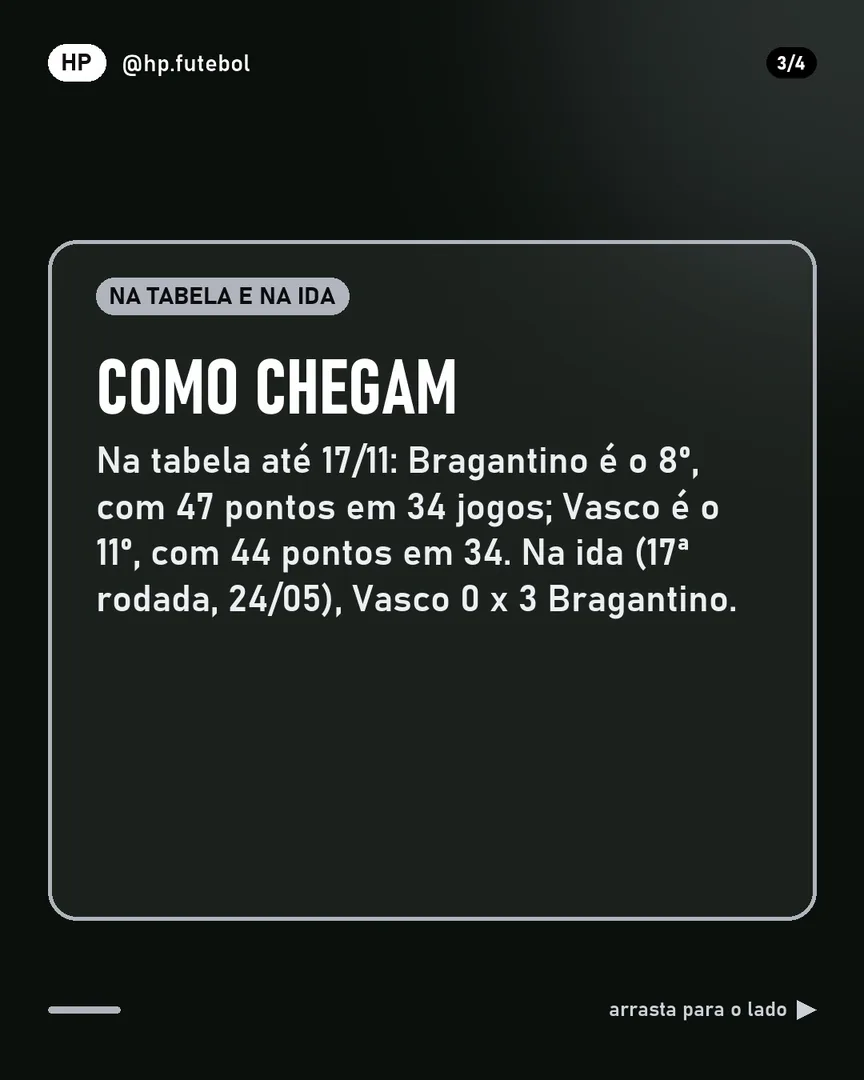 HP @hp.futebol
3/4
NA TABELA E NA IDA
COMO CHEGAM
Na tabela até 17/11: Bragantino é o 8º,
com 47 pontos em 34 jogos; Vasco é o
11º, com 44 pontos em 34. Na ida (17ª
rodada, 24/05), Vasco 0 x 3 Bragantino.
arrasta para o lado ▶